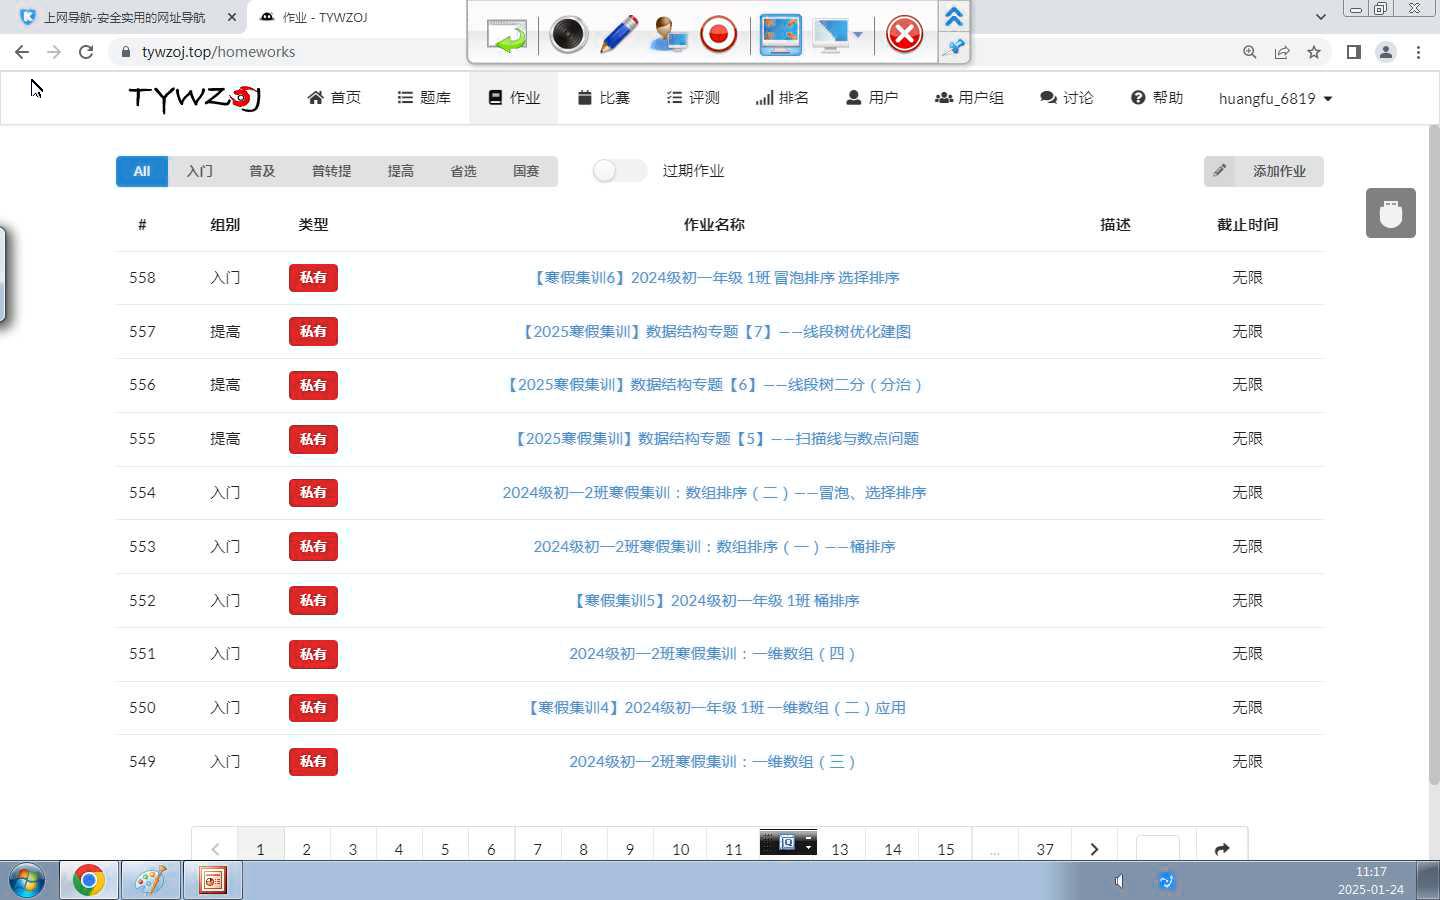 上网导航-安全实用的网址导航
作业 - TYWZOJ
tywzoj.top/homeworks
TYWZOJ 首页 题库 作业 比赛 评测 排名 用户 用户组 讨论 帮助 huangfu_6819
All 入门 普及 普转提 提高 省选 国赛 过期作业 添加作业
# 组别 类型 作业名称 描述 截止时间
558 入门 私有 【寒假集训6】2024级初一年级 1班 冒泡排序 选择排序 无限
557 提高 私有 【2025寒假集训】数据结构专题【7】——线段树优化建图 无限
556 提高 私有 【2025寒假集训】数据结构专题【6】——线段树二分（分治） 无限
555 提高 私有 【2025寒假集训】数据结构专题【5】——扫描线与数点问题 无限
554 入门 私有 2024级初一2班寒假集训：数组排序（二）——冒泡、选择排序 无限
553 入门 私有 2024级初一2班寒假集训：数组排序（一）——桶排序 无限
552 入门 私有 【寒假集训5】2024级初一年级 1班 桶排序 无限
551 入门 私有 2024级初一2班寒假集训：一维数组（四） 无限
550 入门 私有 【寒假集训4】2024级初一年级 1班 一维数组（二）应用 无限
549 入门 私有 2024级初一2班寒假集训：一维数组（三） 无限
1 2 3 4 5 6 7 8 9 10 11 13 14 15 ... 37
11:17
2025-01-24